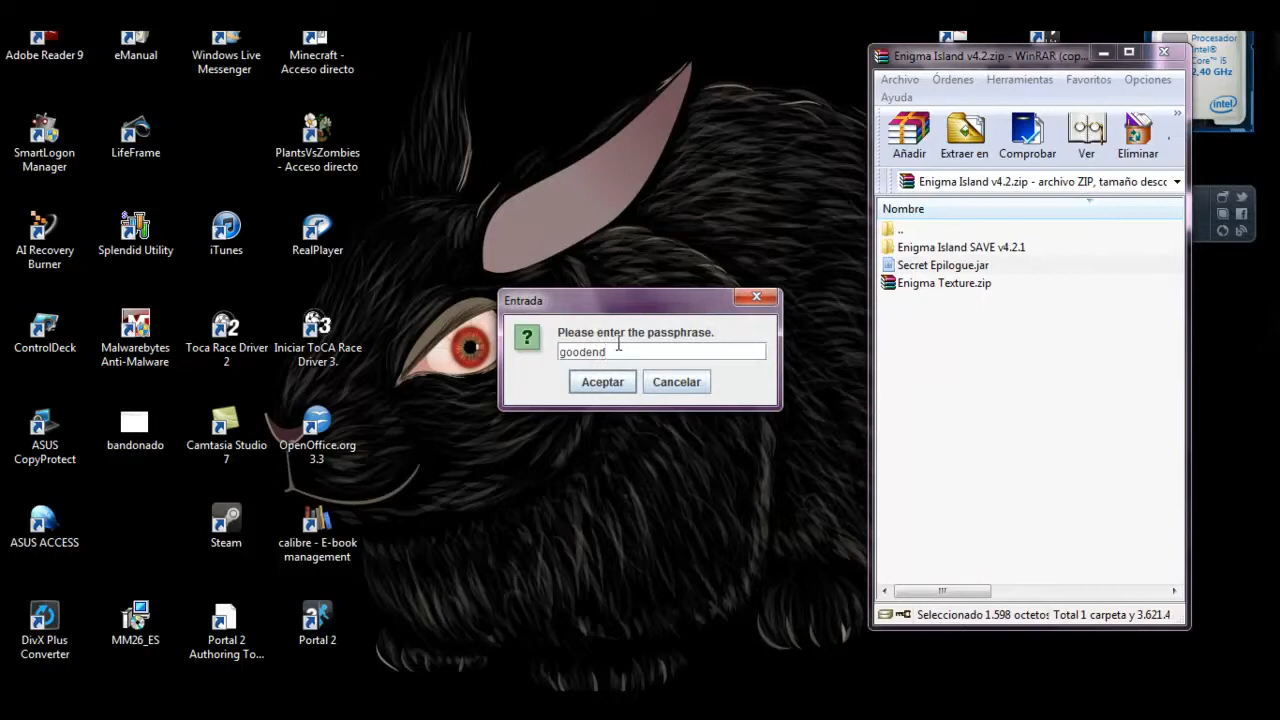 Adobe Reader 9
eManual
Windows Live
Messenger
Minecraft -
Acceso directo
SmartLogon
Manager
LifeFrame
PlantsVsZombies
- Acceso directo
AI Recovery
Burner
Splendid Utility
iTunes
RealPlayer
ControlDeck
Malwarebytes
Anti-Malware
Toca Race Driver
2
Iniciar ToCA Race
Driver 3.
ASUS
CopyProtect
bandonado
Camtasia Studio
7
OpenOffice.org
3.3
ASUS ACCESS
Steam
calibre - E-book
management
DivX Plus
Converter
MM26_ES
Portal 2
Authoring To...
Portal 2
Entrada
Please enter the passphrase.
goodend
Aceptar
Cancelar
Enigma Island v4.2.zip - WinRAR (cop...
Archivo
Órdenes
Herramientas
Favoritos
Opciones
Ayuda
Añadir
Extraer en
Comprobar
Ver
Eliminar
Enigma Island v4.2.zip - archivo ZIP, tamaño desco
Nombre
..
Enigma Island SAVE v4.2.1
Secret Epilogue.jar
Enigma Texture.zip
Seleccionado 1.598 octetos
Total 1 carpeta y 3.621.4
Procesador
Intel®
Core™ i5
2,40 GHz
intel